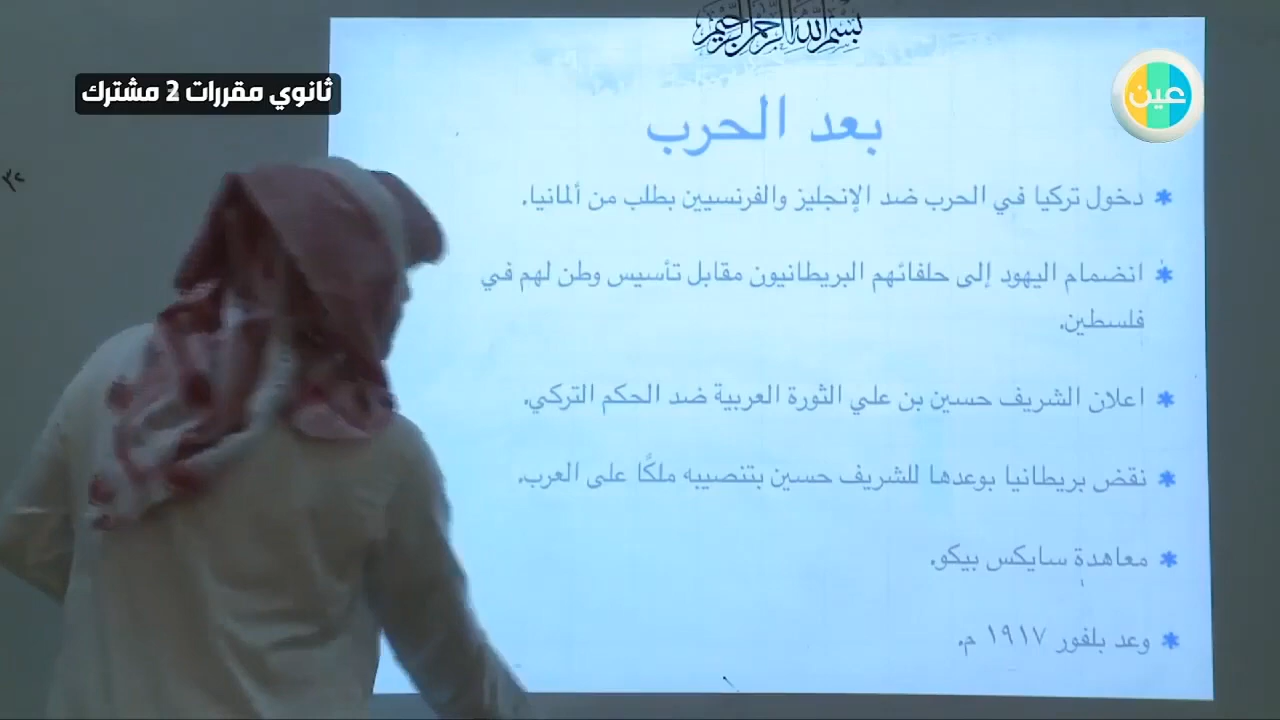 بسم الله الرحمن الرحيم
ثانوي مقررات 2 مشترك
عين
بعد الحرب
* دخول تركيا في الحرب ضد الإنجليز والفرنسيين بطلب من ألمانيا.
* انضمام اليهود إلى حلفائهم البريطانيون مقابل تأسيس وطن لهم في
فلسطين.
* اعلان الشريف حسين بن علي الثورة العربية ضد الحكم التركي.
* نقض بريطانيا بوعدها للشريف حسين بتنصيبه ملكًا على العرب.
* معاهدة سايكس بيكو.
* وعد بلفور ١٩١٧ م.